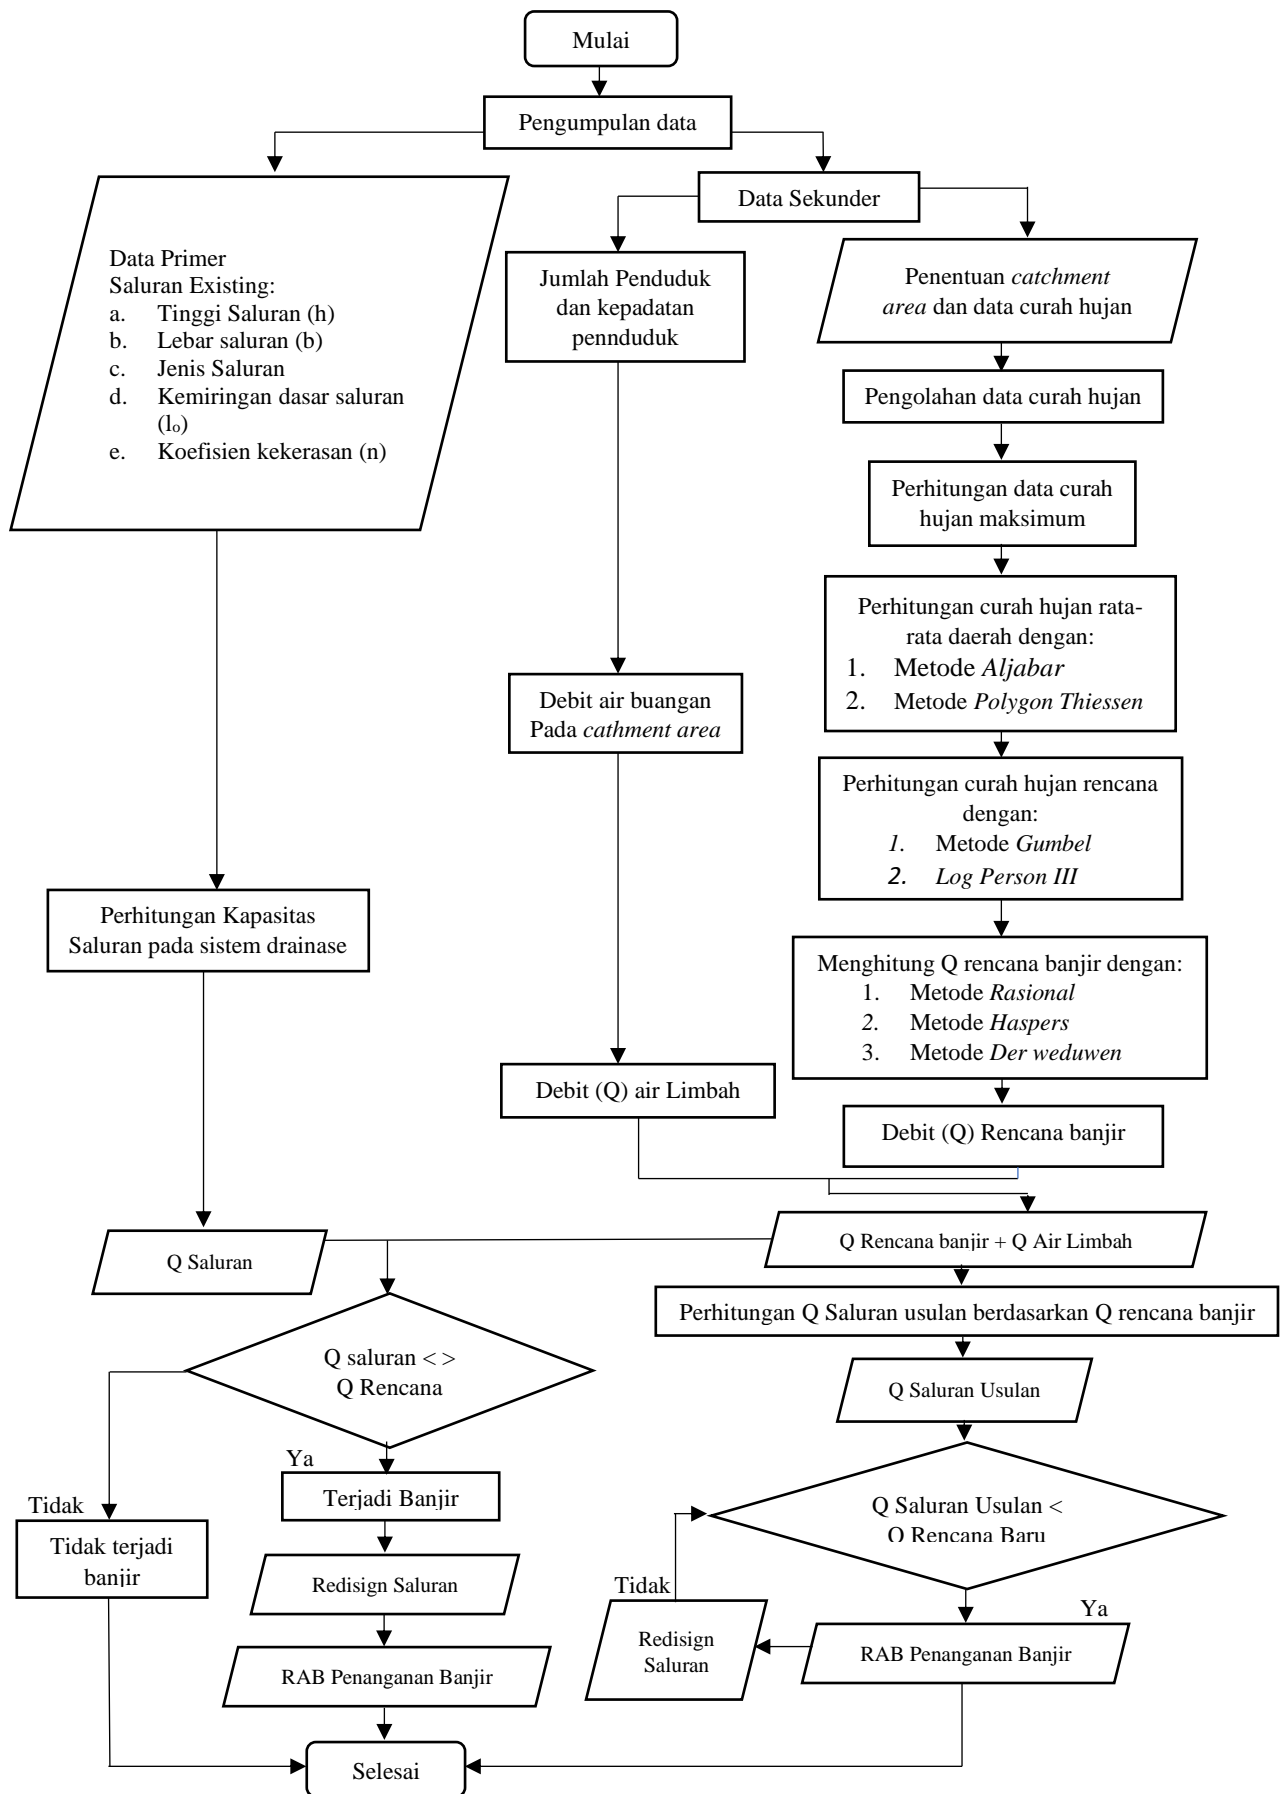 Mulai
Pengumpulan data
Data Sekunder
Data Primer
Saluran Existing:
a. Tinggi Saluran (h)
b. Lebar saluran (b)
c. Jenis Saluran
d. Kemiringan dasar saluran
(lₒ)
e. Koefisien kekerasan (n)
Jumlah Penduduk
dan kepadatan
pennduduk
Penentuan catchment
area dan data curah hujan
Pengolahan data curah hujan
Perhitungan data curah
hujan maksimum
Perhitungan curah hujan rata-
rata daerah dengan:
1. Metode Aljabar
2. Metode Polygon Thiessen
Debit air buangan
Pada cathment area
Perhitungan curah hujan rencana
dengan:
1. Metode Gumbel
2. Log Person III
Perhitungan Kapasitas
Saluran pada sistem drainase
Menghitung Q rencana banjir dengan:
1. Metode Rasional
2. Metode Haspers
3. Metode Der weduwen
Debit (Q) air Limbah
Debit (Q) Rencana banjir
Q Saluran
Q Rencana banjir + Q Air Limbah
Perhitungan Q Saluran usulan berdasarkan Q rencana banjir
Q saluran < >
Q Rencana
Q Saluran Usulan
Ya
Terjadi Banjir
Tidak
Tidak terjadi
banjir
Q Saluran Usulan <
Q Rencana Baru
Redisign Saluran
Tidak
Redisign
Saluran
Ya
RAB Penanganan Banjir
RAB Penanganan Banjir
Selesai